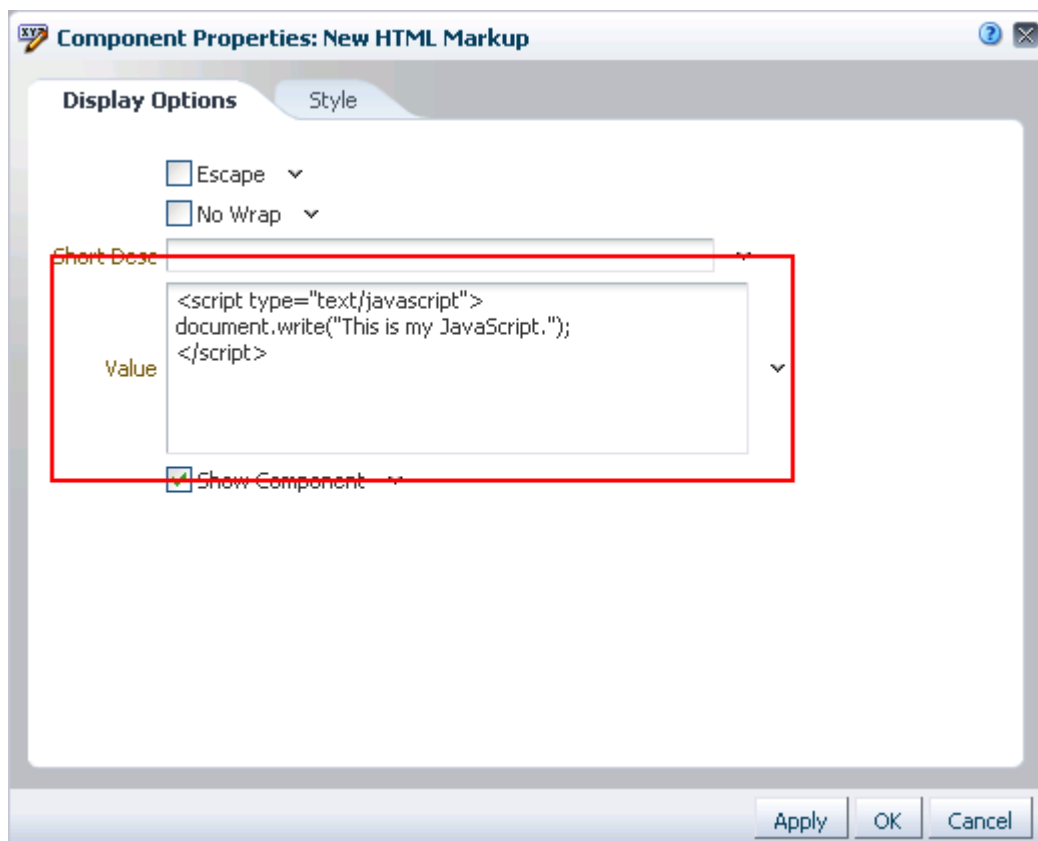 Component Properties: New HTML Markup
Display Options
Style
Escape
No Wrap
Short Desc
<script type="text/javascript">
document.write("This is my JavaScript.");
</script>
Value
Show Component
Apply
OK
Cancel